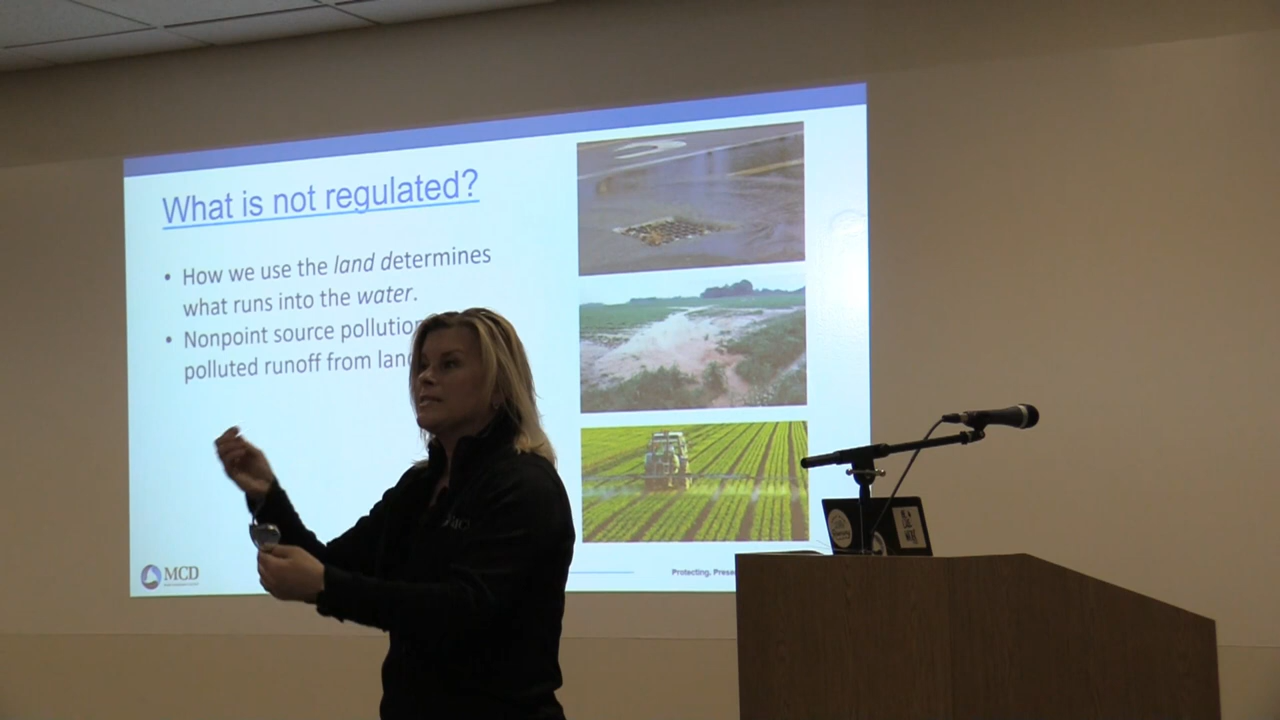 What is not regulated?
• How we use the land determines
what runs into the water.
• Nonpoint source pollution
polluted runoff from land
MCD
Protecting. Prese